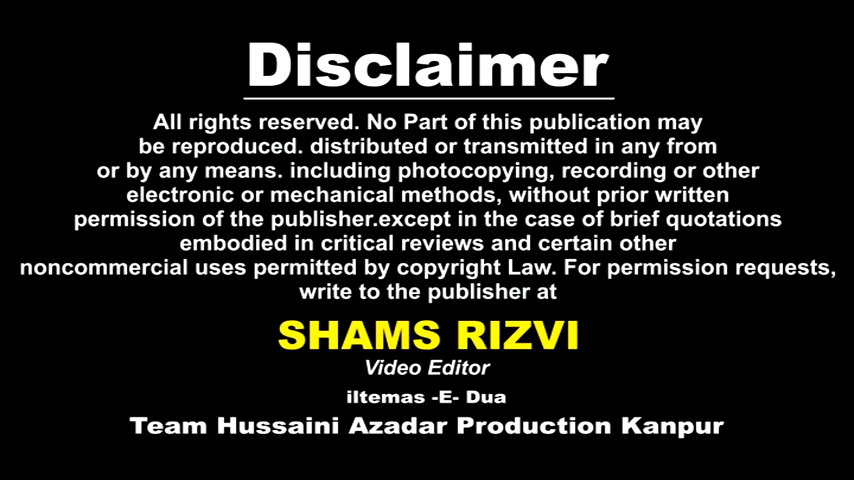 Disclaimer
All rights reserved. No Part of this publication may
be reproduced. distributed or transmitted in any from
or by any means. including photocopying, recording or other
electronic or mechanical methods, without prior written
permission of the publisher.except in the case of brief quotations
embodied in critical reviews and certain other
noncommercial uses permitted by copyright Law. For permission requests,
write to the publisher at
SHAMS RIZVI
Video Editor
iltemas -E- Dua
Team Hussaini Azadar Production Kanpur